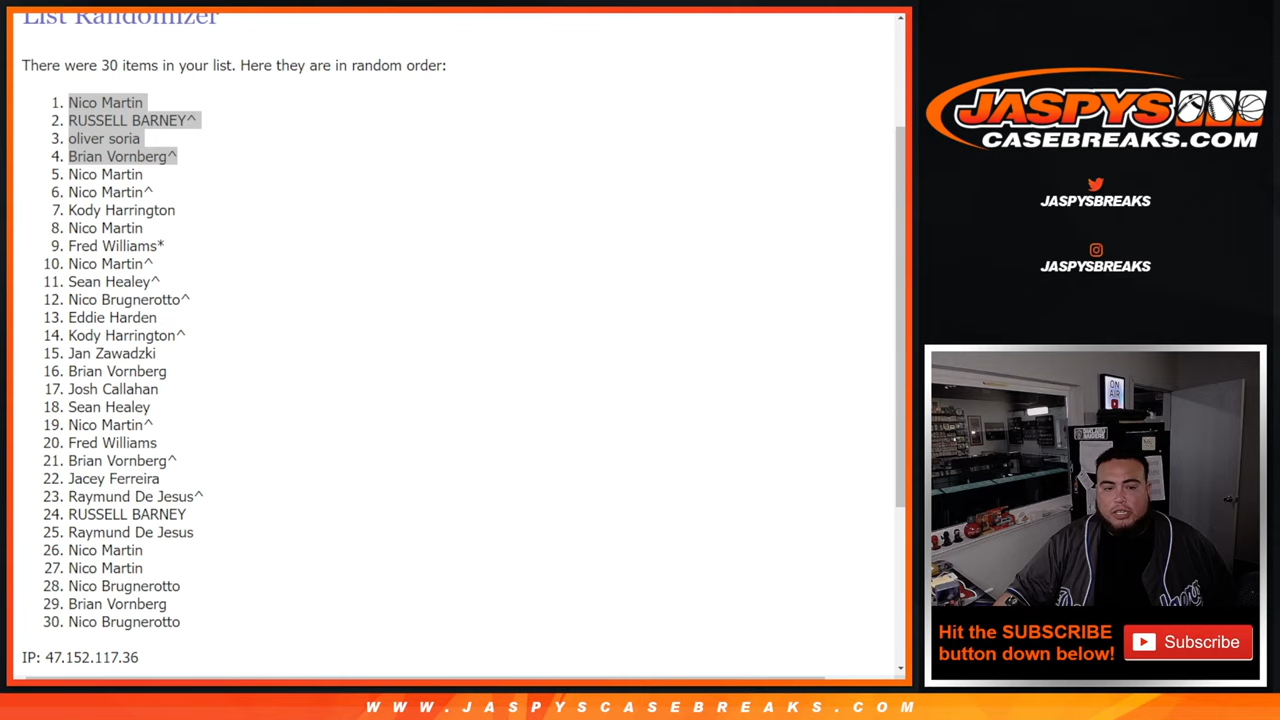 List Randomizer
There were 30 items in your list. Here they are in random order:
1. Nico Martin
2. RUSSELL BARNEY^
3. oliver soria
4. Brian Vornberg^
5. Nico Martin
6. Nico Martin^
7. Kody Harrington
8. Nico Martin
9. Fred Williams*
10. Nico Martin^
11. Sean Healey^
12. Nico Brugnerotto^
13. Eddie Harden
14. Kody Harrington^
15. Jan Zawadzki
16. Brian Vornberg
17. Josh Callahan
18. Sean Healey
19. Nico Martin^
20. Fred Williams
21. Brian Vornberg^
22. Jacey Ferreira
23. Raymund De Jesus^
24. RUSSELL BARNEY
25. Raymund De Jesus
26. Nico Martin
27. Nico Martin
28. Nico Brugnerotto
29. Brian Vornberg
30. Nico Brugnerotto
IP: 47.152.117.36
JASPYS
CASEBREAKS.COM
JASPYSBREAKS
JASPYSBREAKS
ON
AIR
Hit the SUBSCRIBE
button down below!
Subscribe
WWW.JASPYSCASEBREAKS.COM